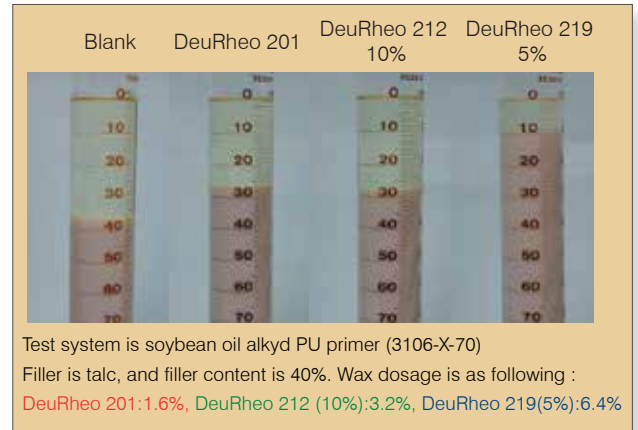 Blank DeuRheo 201 DeuRheo 212 10% DeuRheo 219 5%
0 0 0 0
10 10 10 10
20 20 20 20
30 30 30 30
40 40 40 40
50 50 50 50
60 60 60 60
70 70 70 70
Test system is soybean oil alkyd PU primer (3106-X-70)
Filler is talc, and filler content is 40%. Wax dosage is as following :
DeuRheo 201:1.6%, DeuRheo 212 (10%):3.2%, DeuRheo 219(5%):6.4%